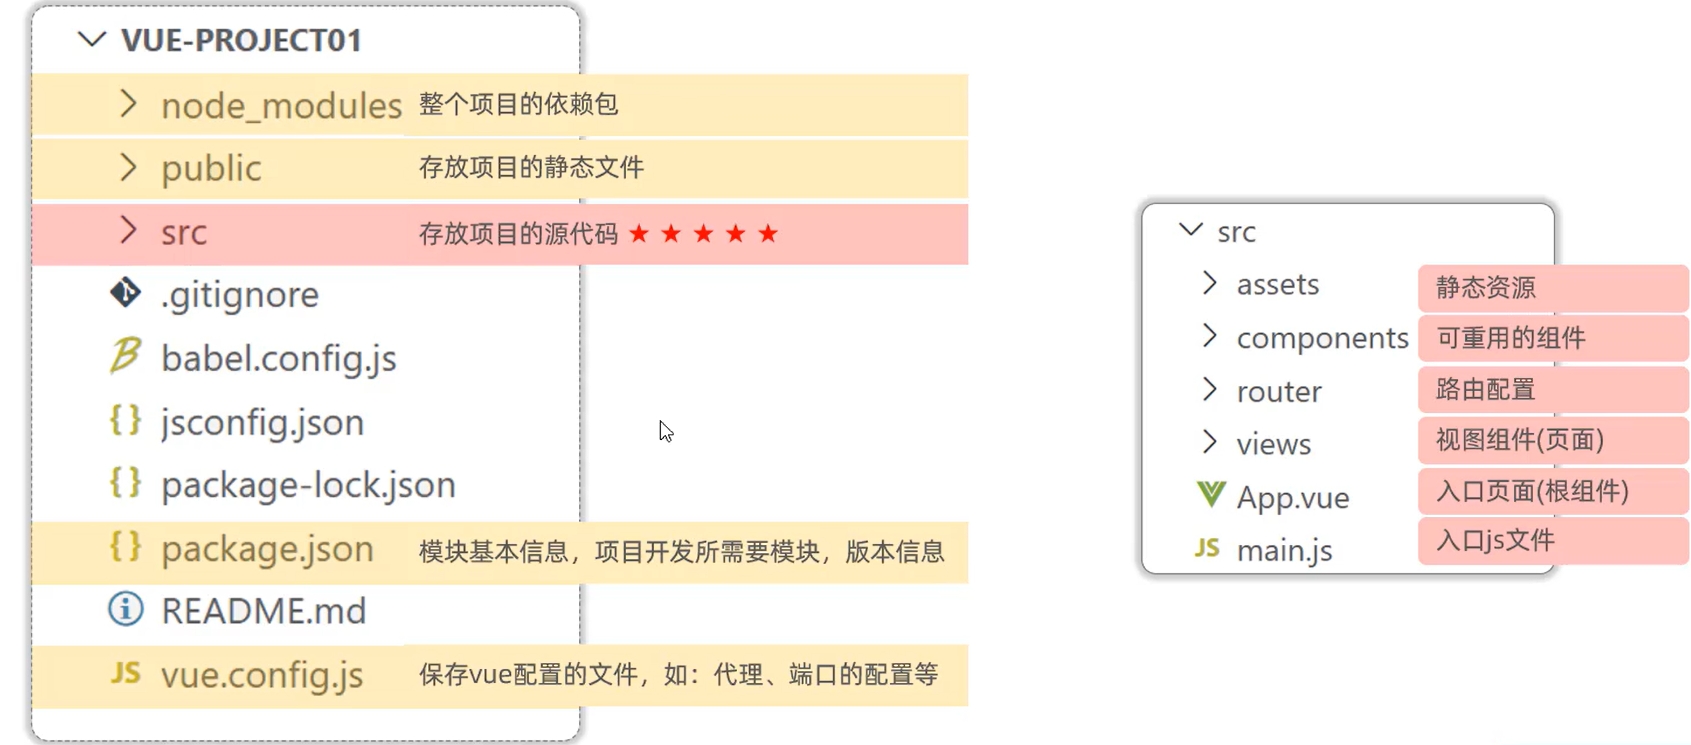 VUE-PROJECT01
node_modules 整个项目的依赖包
public 存放项目的静态文件
src 存放项目的源代码 ★ ★ ★ ★ ★
.gitignore
babel.config.js
jsconfig.json
package-lock.json
package.json 模块基本信息，项目开发所需要模块，版本信息
README.md
JS vue.config.js 保存vue配置的文件，如：代理、端口的配置等
src
assets 静态资源
components 可重用的组件
router 路由配置
views 视图组件(页面)
App.vue 入口页面(根组件)
JS main.js 入口js文件